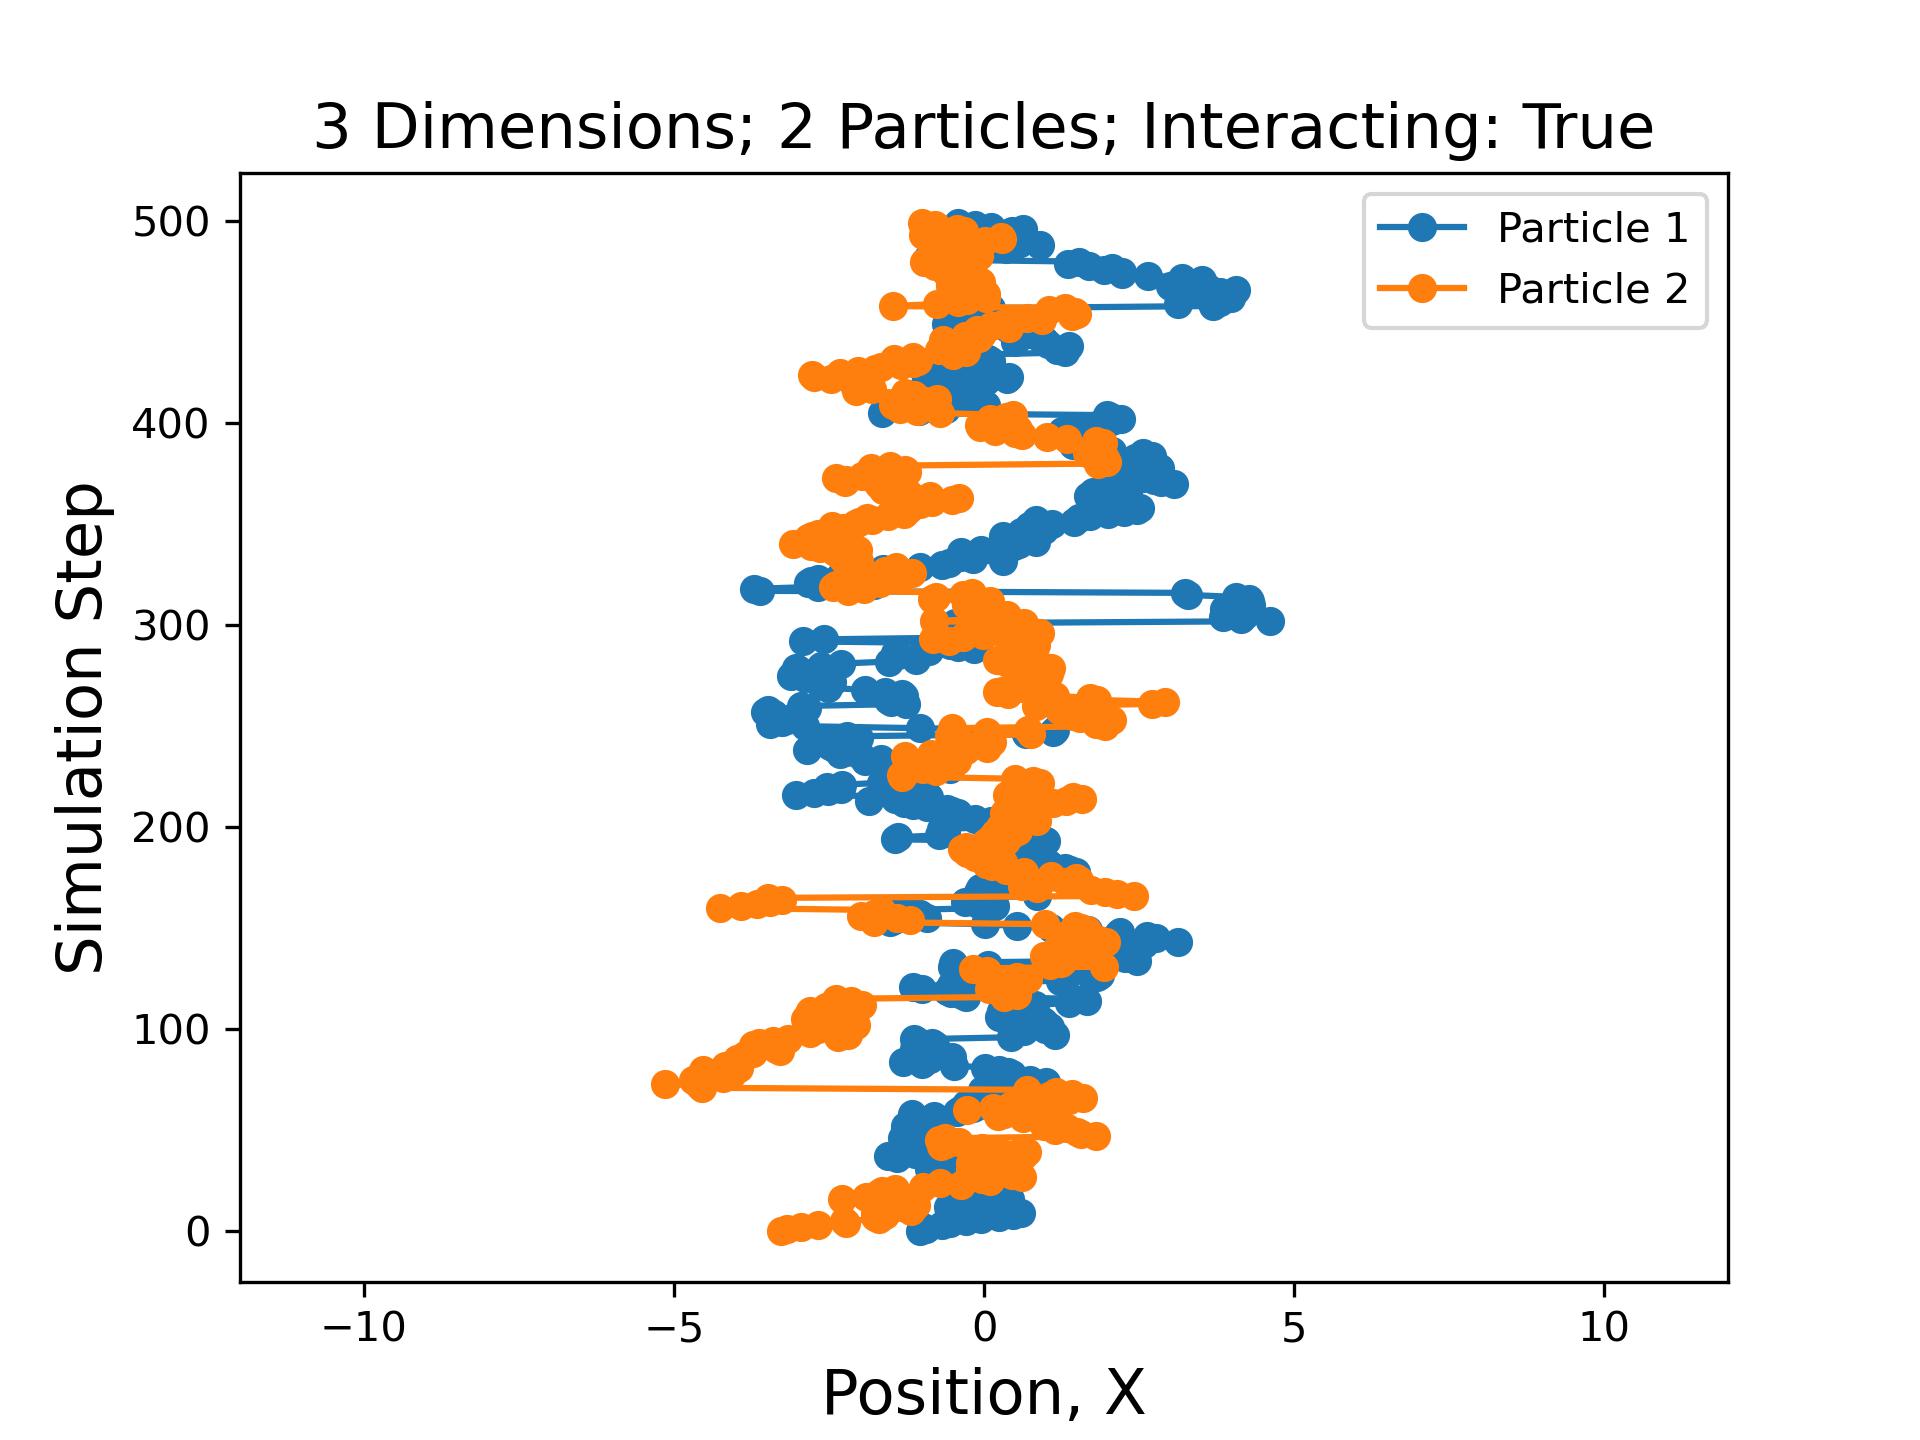 3 Dimensions; 2 Particles; Interacting: True
Particle 1
Particle 2
Simulation Step
500
400
300
200
100
0
−10
−5
0
5
10
Position, X